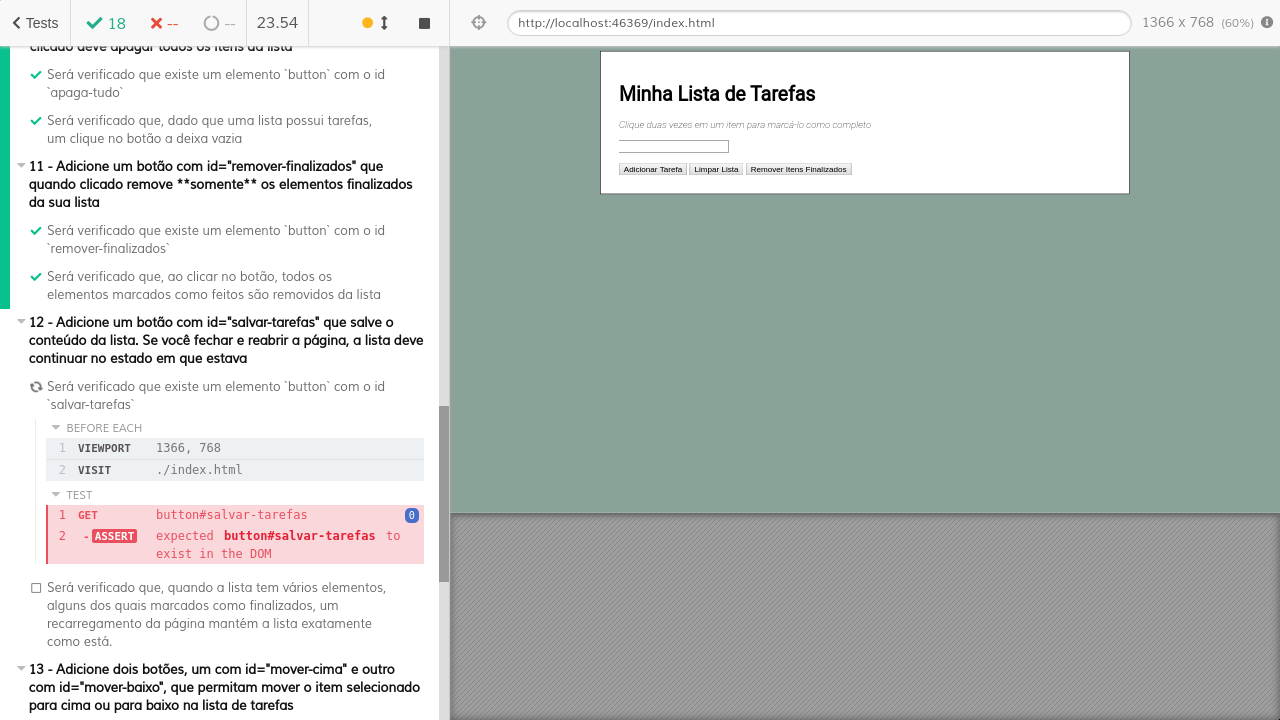 Tests
18
--
--
23.54
http://localhost:46369/index.html
1366 x 768 (60%)
clicado deve apagar todos os itens da lista
Será verificado que existe um elemento `button` com o id
`apaga-tudo`
Será verificado que, dado que uma lista possui tarefas,
um clique no botão a deixa vazia
11 - Adicione um botão com id="remover-finalizados" que
quando clicado remove **somente** os elementos finalizados
da sua lista
Será verificado que existe um elemento `button` com o id
`remover-finalizados`
Será verificado que, ao clicar no botão, todos os
elementos marcados como feitos são removidos da lista
12 - Adicione um botão com id="salvar-tarefas" que salve o
conteúdo da lista. Se você fechar e reabrir a página, a lista deve
continuar no estado em que estava
Será verificado que existe um elemento `button` com o id
`salvar-tarefas`
BEFORE EACH
1 VIEWPORT 1366, 768
2 VISIT ./index.html
TEST
1 GET button#salvar-tarefas 0
2 -ASSERT expected button#salvar-tarefas to
exist in the DOM
Será verificado que, quando a lista tem vários elementos,
alguns dos quais marcados como finalizados, um
recarregamento da página mantém a lista exatamente
como está.
13 - Adicione dois botões, um com id="mover-cima" e outro
com id="mover-baixo", que permitam mover o item selecionado
para cima ou para baixo na lista de tarefas
Minha Lista de Tarefas
Clique duas vezes em um item para marcá-lo como completo
Adicionar Tarefa Limpar Lista Remover Itens Finalizados